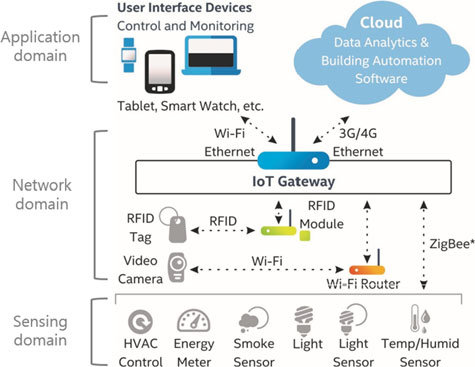 Application
domain
User Interface Devices
Control and Monitoring
Tablet, Smart Watch, etc.
Cloud
Data Analytics &
Building Automation
Software
Wi-Fi
Ethernet
3G/4G
Ethernet
Network
domain
IoT Gateway
RFID
Tag
RFID
RFID
Module
ZigBee*
Video
Camera
Wi-Fi
Wi-Fi Router
Sensing
domain
HVAC
Control
Energy
Meter
Smoke
Sensor
Light
Light
Sensor
Temp/Humid
Sensor